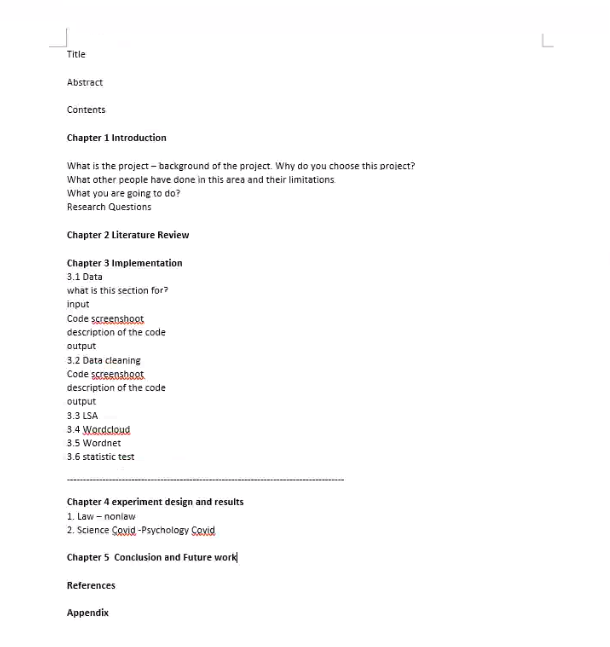 Title
Abstract
Contents
Chapter 1 Introduction
What is the project – background of the project. Why do you choose this project?
What other people have done in this area and their limitations.
What you are going to do?
Research Questions
Chapter 2 Literature Review
Chapter 3 Implementation
3.1 Data
what is this section for?
input
Code screenshoot
description of the code
output
3.2 Data cleaning
Code screenshoot
description of the code
output
3.3 LSA
3.4 Wordcloud
3.5 Wordnet
3.6 statistic test
Chapter 4 experiment design and results
1. Law – nonlaw
2. Science Covid -Psychology Covid
Chapter 5  Conclusion and Future work
References
Appendix